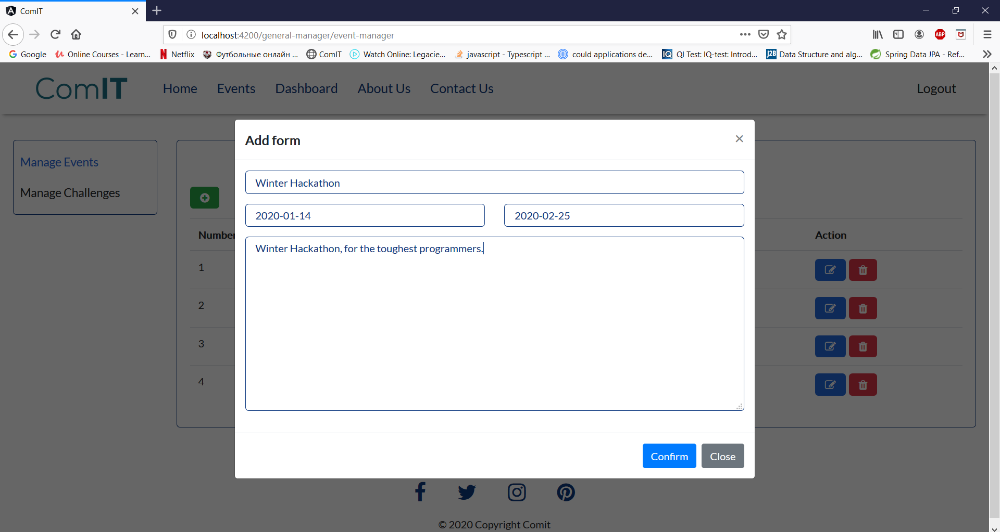 ComIT
localhost:4200/general-manager/event-manager
Google Online Courses - Learn... Netflix Футбольные онлайн ... ComIT Watch Online: Legacie... javascript - Typescript ... could applications de... IQ QI Test: IQ-test: Introd... J2B Data Structure and alg... Spring Data JPA - Ref...
ABP
ComIT Home Events Dashboard About Us Contact Us Logout
Add form ×
Manage Events
Manage Challenges
Winter Hackathon
2020-01-14 2020-02-25
Winter Hackathon, for the toughest programmers.
Number Action
1
2
3
4
Confirm Close
© 2020 Copyright Comit